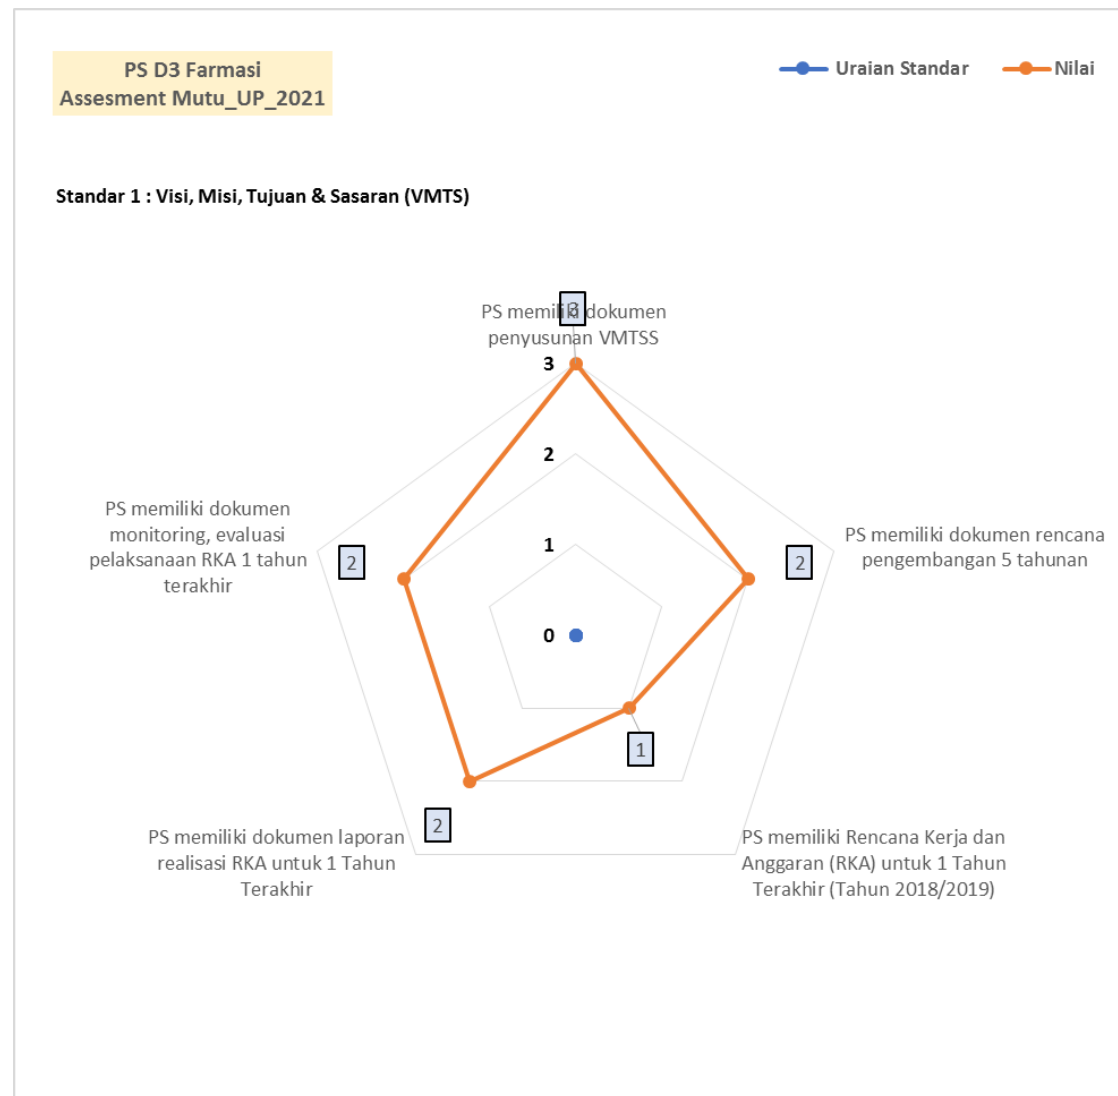 PS D3 Farmasi
Assesment Mutu_UP_2021
Uraian Standar
Nilai
Standar 1 : Visi, Misi, Tujuan & Sasaran (VMTS)
3
PS memiliki dokumen
penyusunan VMTSS
3
2
1
0
PS memiliki dokumen rencana
pengembangan 5 tahunan
2
1
PS memiliki Rencana Kerja dan
Anggaran (RKA) untuk 1 Tahun
Terakhir (Tahun 2018/2019)
2
PS memiliki dokumen laporan
realisasi RKA untuk 1 Tahun
Terakhir
PS memiliki dokumen
monitoring, evaluasi
pelaksanaan RKA 1 tahun
terakhir
2